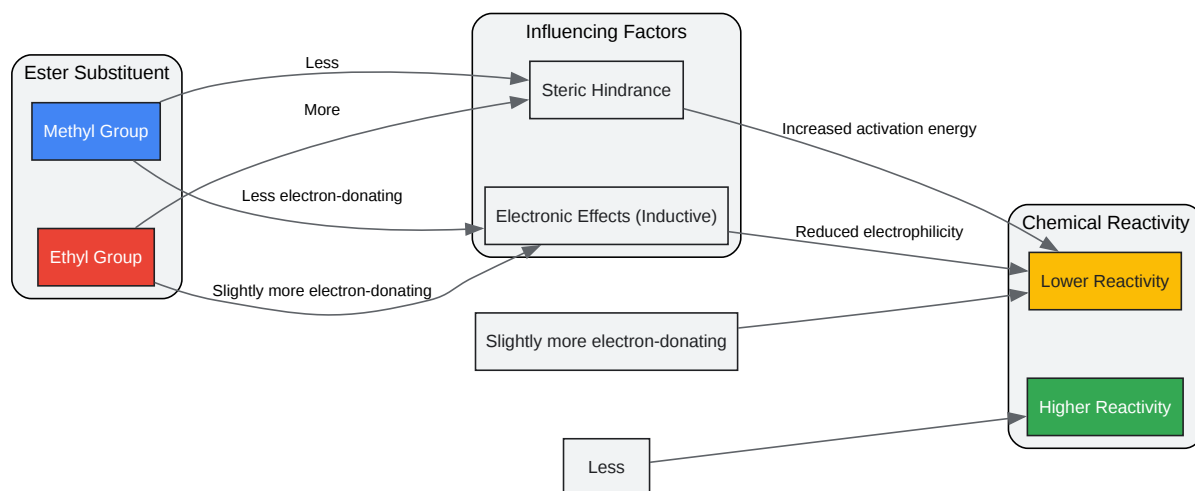 Ester Substituent
Methyl Group
Ethyl Group
Less
More
Less electron-donating
Slightly more electron-donating
Influencing Factors
Steric Hindrance
Electronic Effects (Inductive)
Slightly more electron-donating
Less
Increased activation energy
Reduced electrophilicity
Chemical Reactivity
Lower Reactivity
Higher Reactivity